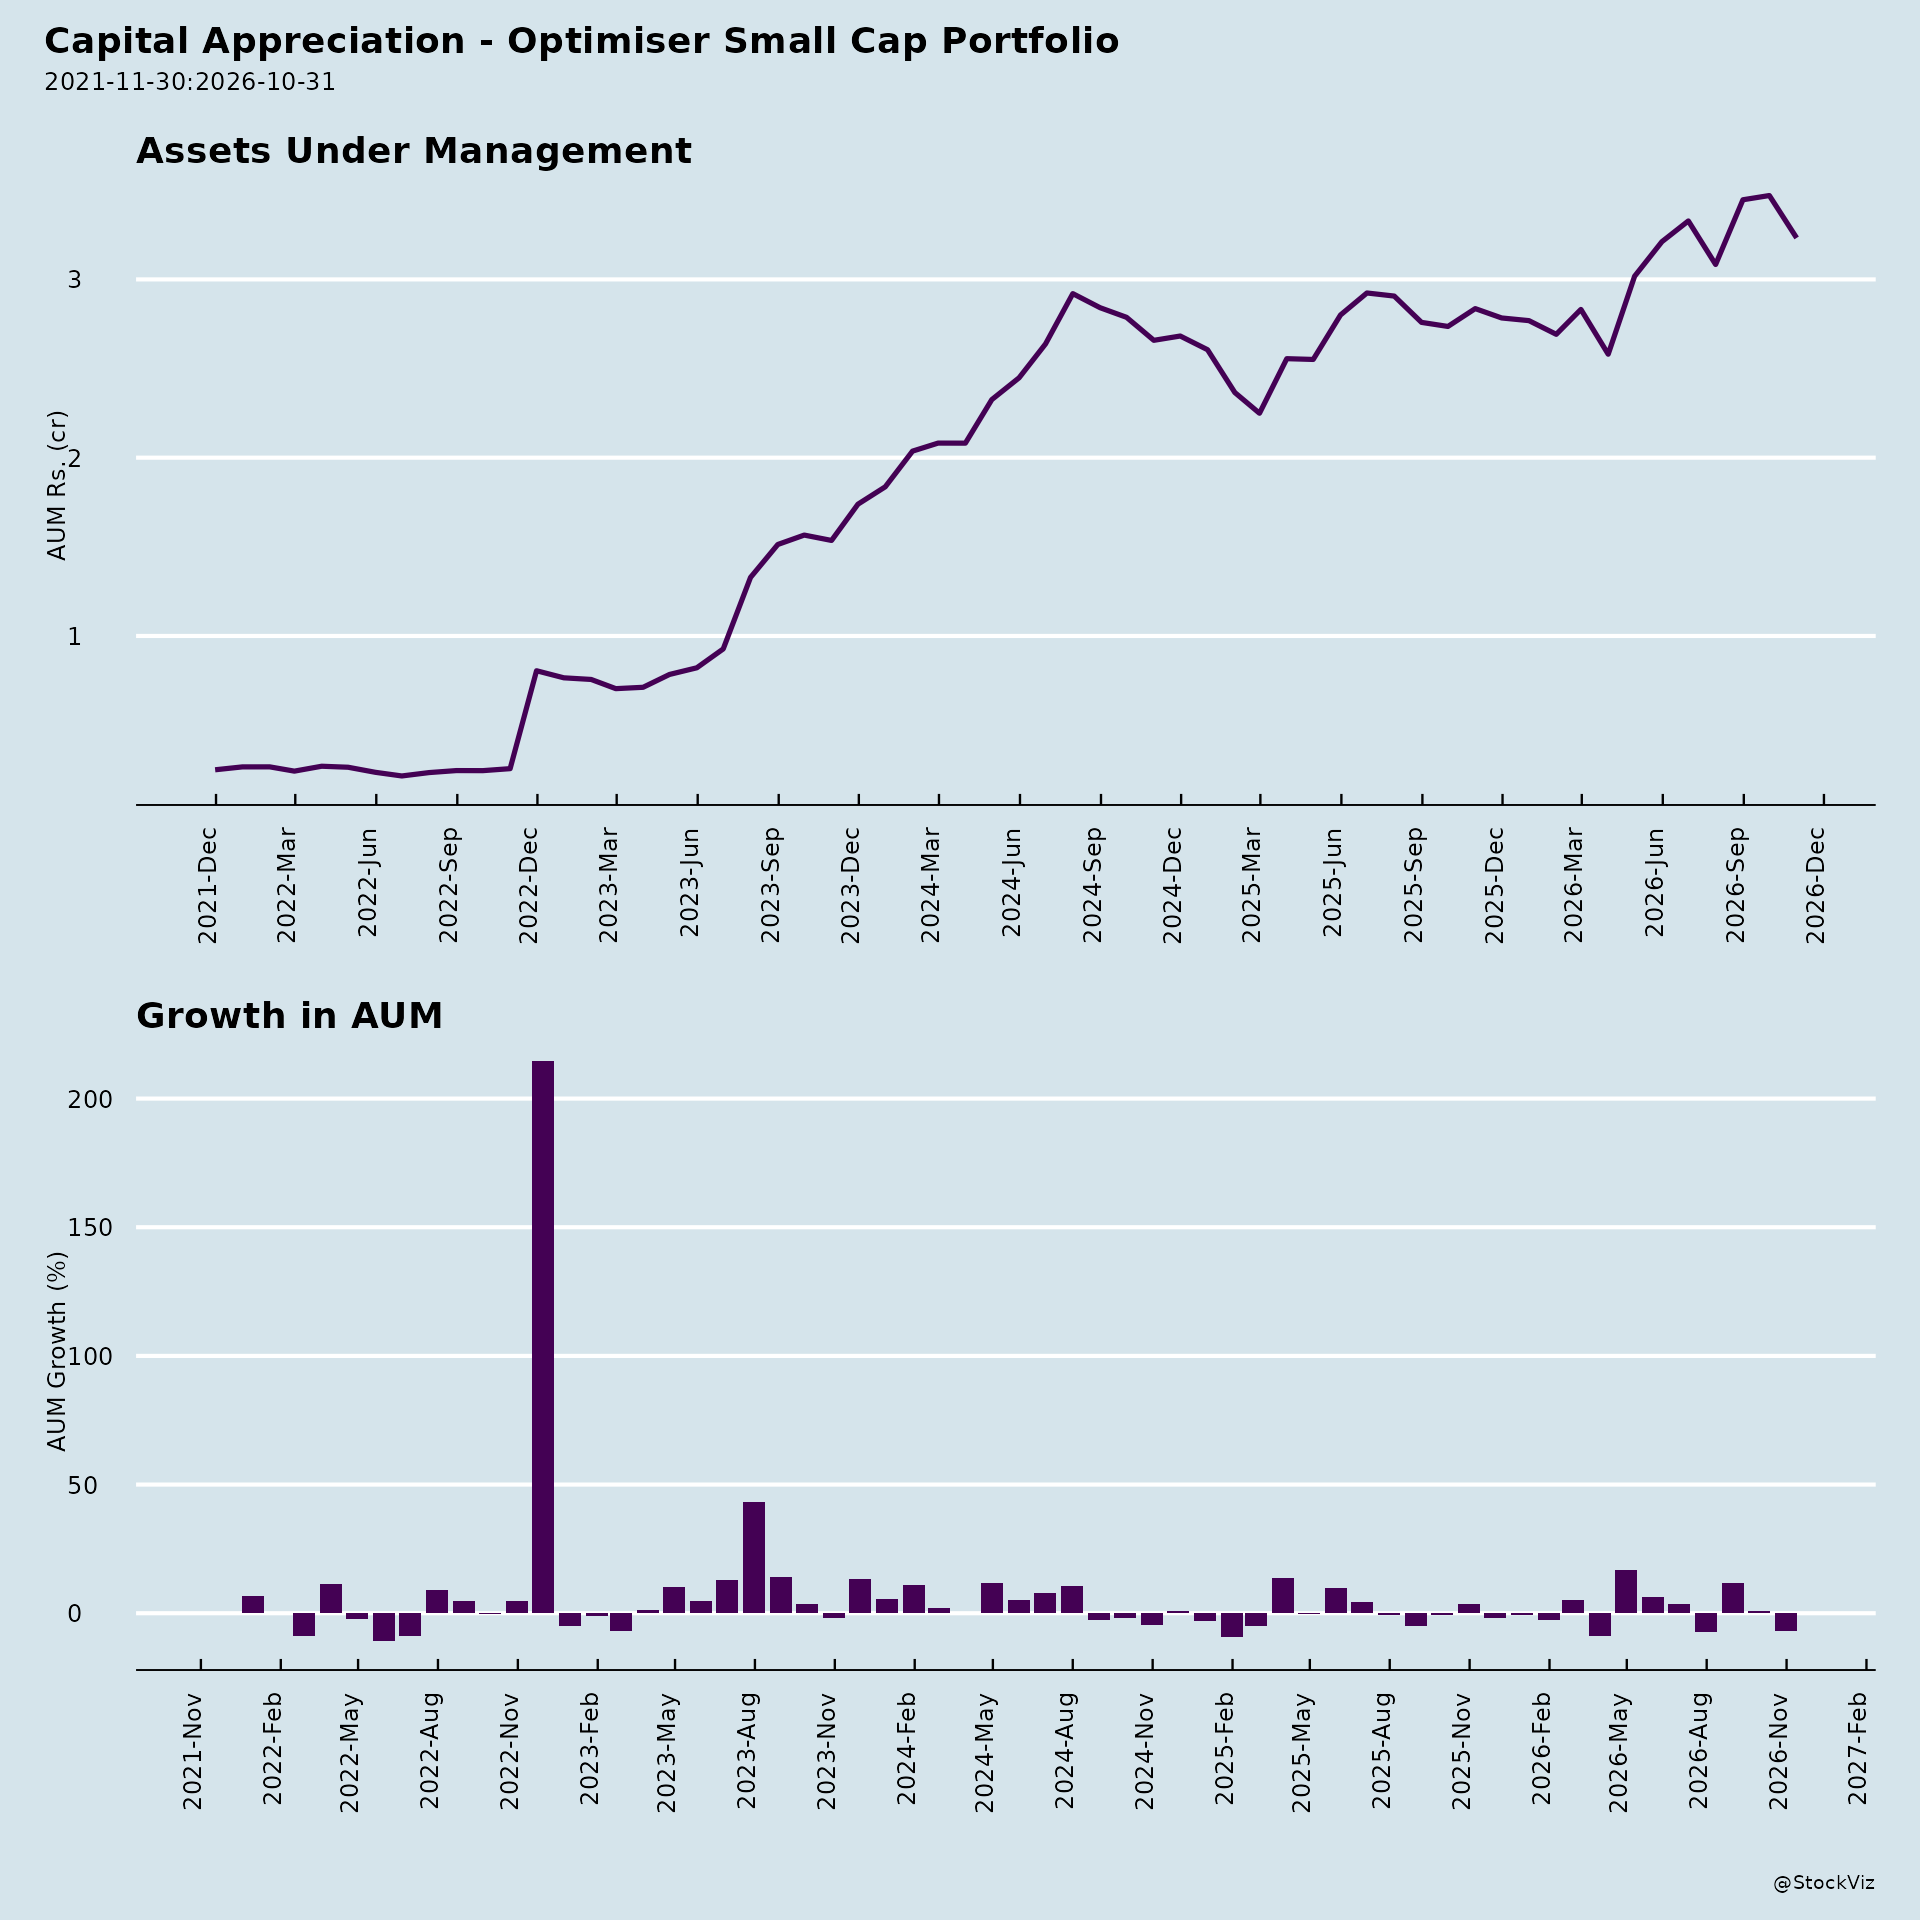 Capital Appreciation - Optimiser Small Cap Portfolio
2021-11-30:2026-10-31
Assets Under Management
AUM Rs. (cr)
3
2
1
2021-Dec
2022-Mar
2022-Jun
2022-Sep
2022-Dec
2023-Mar
2023-Jun
2023-Sep
2023-Dec
2024-Mar
2024-Jun
2024-Sep
2024-Dec
2025-Mar
2025-Jun
2025-Sep
2025-Dec
2026-Mar
2026-Jun
2026-Sep
2026-Dec
Growth in AUM
AUM Growth (%)
200
150
100
50
0
2021-Nov
2022-Feb
2022-May
2022-Aug
2022-Nov
2023-Feb
2023-May
2023-Aug
2023-Nov
2024-Feb
2024-May
2024-Aug
2024-Nov
2025-Feb
2025-May
2025-Aug
2025-Nov
2026-Feb
2026-May
2026-Aug
2026-Nov
2027-Feb
@StockViz